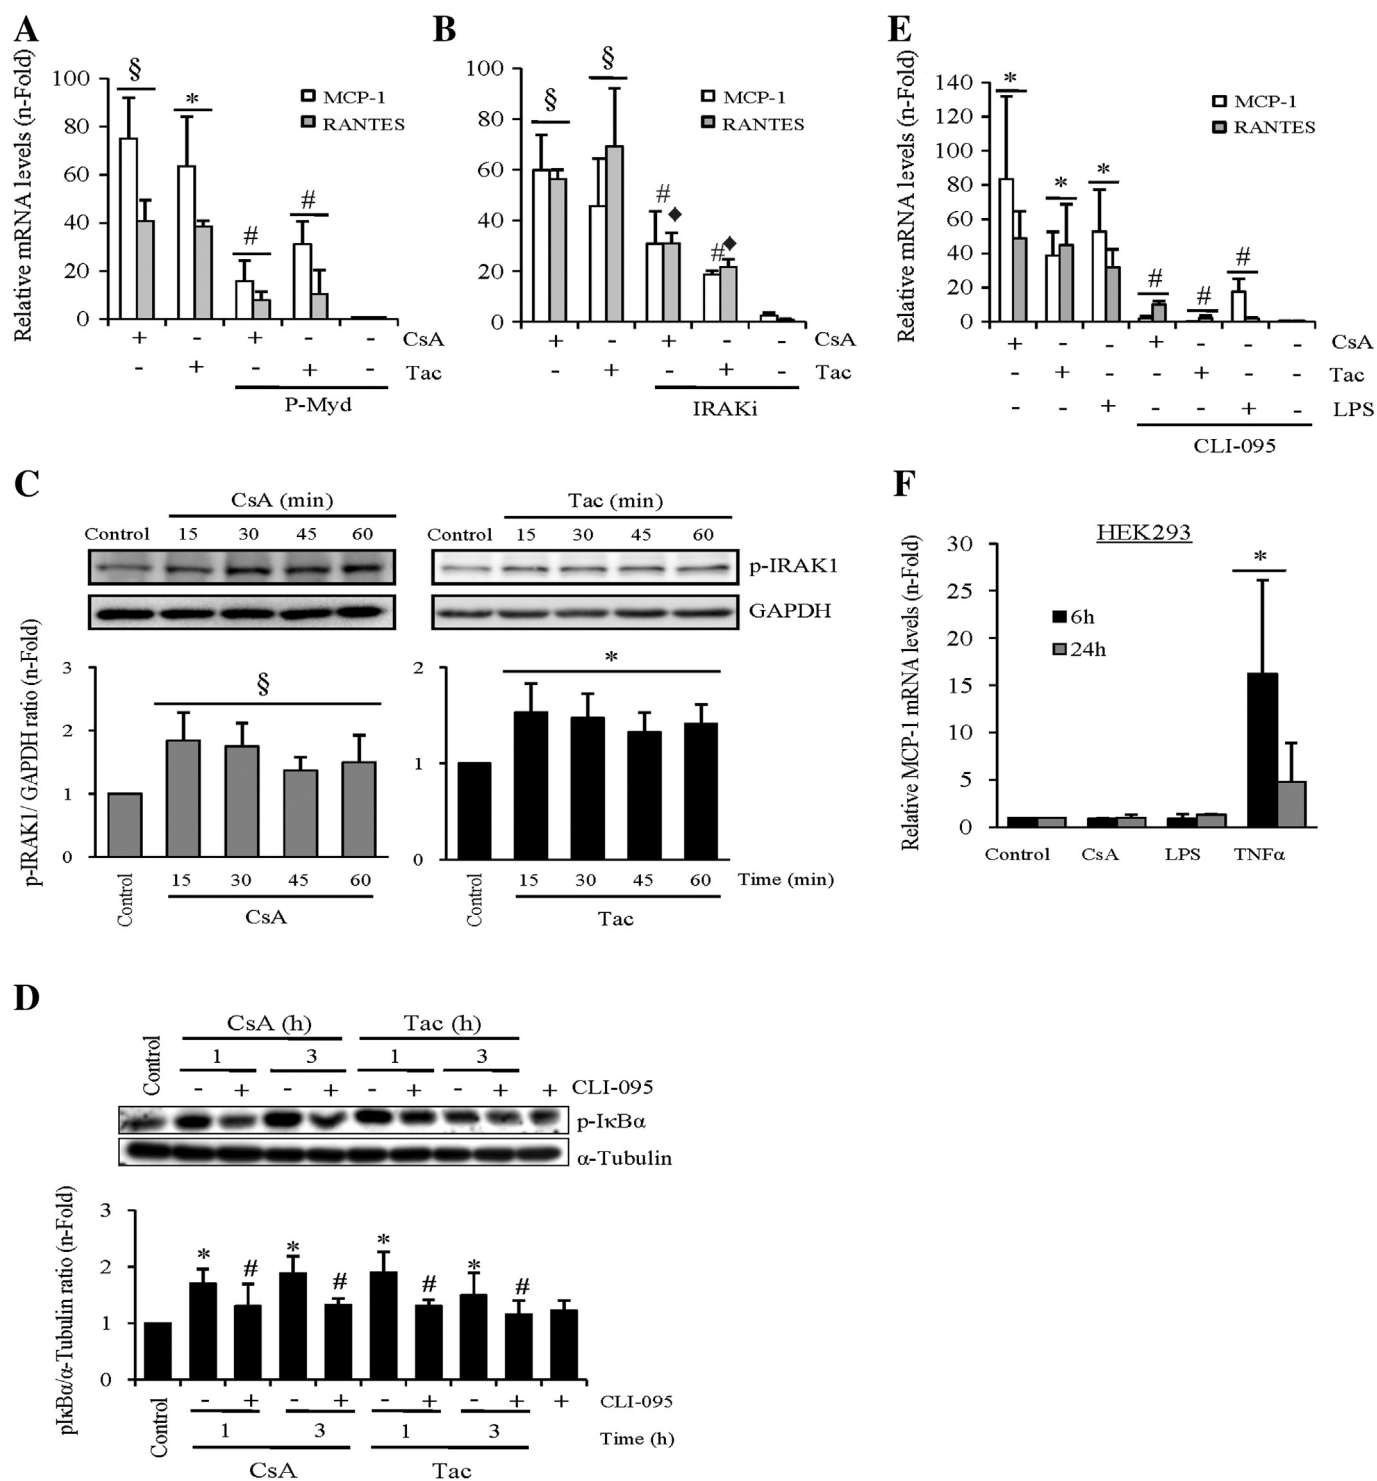 A
Relative mRNA levels (n-Fold)
100
80
60
40
20
0
§
*
#
#
MCP-1
RANTES
+ - + - - CsA
- + - + - Tac
P-Myd
B
100
80
60
40
20
0
§
§
# ◆
# ◆
MCP-1
RANTES
+ - + - - CsA
- + - + - Tac
IRAKi
E
Relative mRNA levels (n-Fold)
140
120
100
80
60
40
20
0
*
*
*
#
#
#
MCP-1
RANTES
+ - - + - - - CsA
- + - - + - - Tac
- - + - - + - LPS
CLI-095
C
CsA (min)
Control 15 30 45 60
Tac (min)
Control 15 30 45 60
p-IRAK1
GAPDH
p-IRAK1/ GAPDH ratio (n-Fold)
3
2
1
0
§
Control 15 30 45 60
CsA
2
1
0
*
Control 15 30 45 60 Time (min)
Tac
F
HEK293
Relative MCP-1 mRNA levels (n-Fold)
30
25
20
15
10
5
0
*
6h
24h
Control CsA LPS TNFα
D
CsA (h) Tac (h)
Control 1 3 1 3
- + - + - + - + + CLI-095
p-IκBα
α-Tubulin
pIκBα/α-Tubulin ratio (n-Fold)
3
2
1
0
* # * # * # * #
Control - + - + - + - + + CLI-095
1 3 1 3 Time (h)
CsA Tac